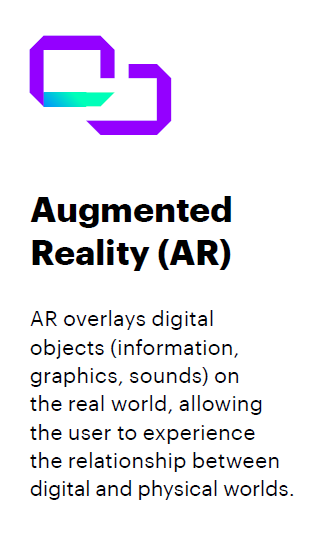 Augmented
Reality (AR)
AR overlays digital
objects (information,
graphics, sounds) on
the real world, allowing
the user to experience
the relationship between
digital and physical worlds.